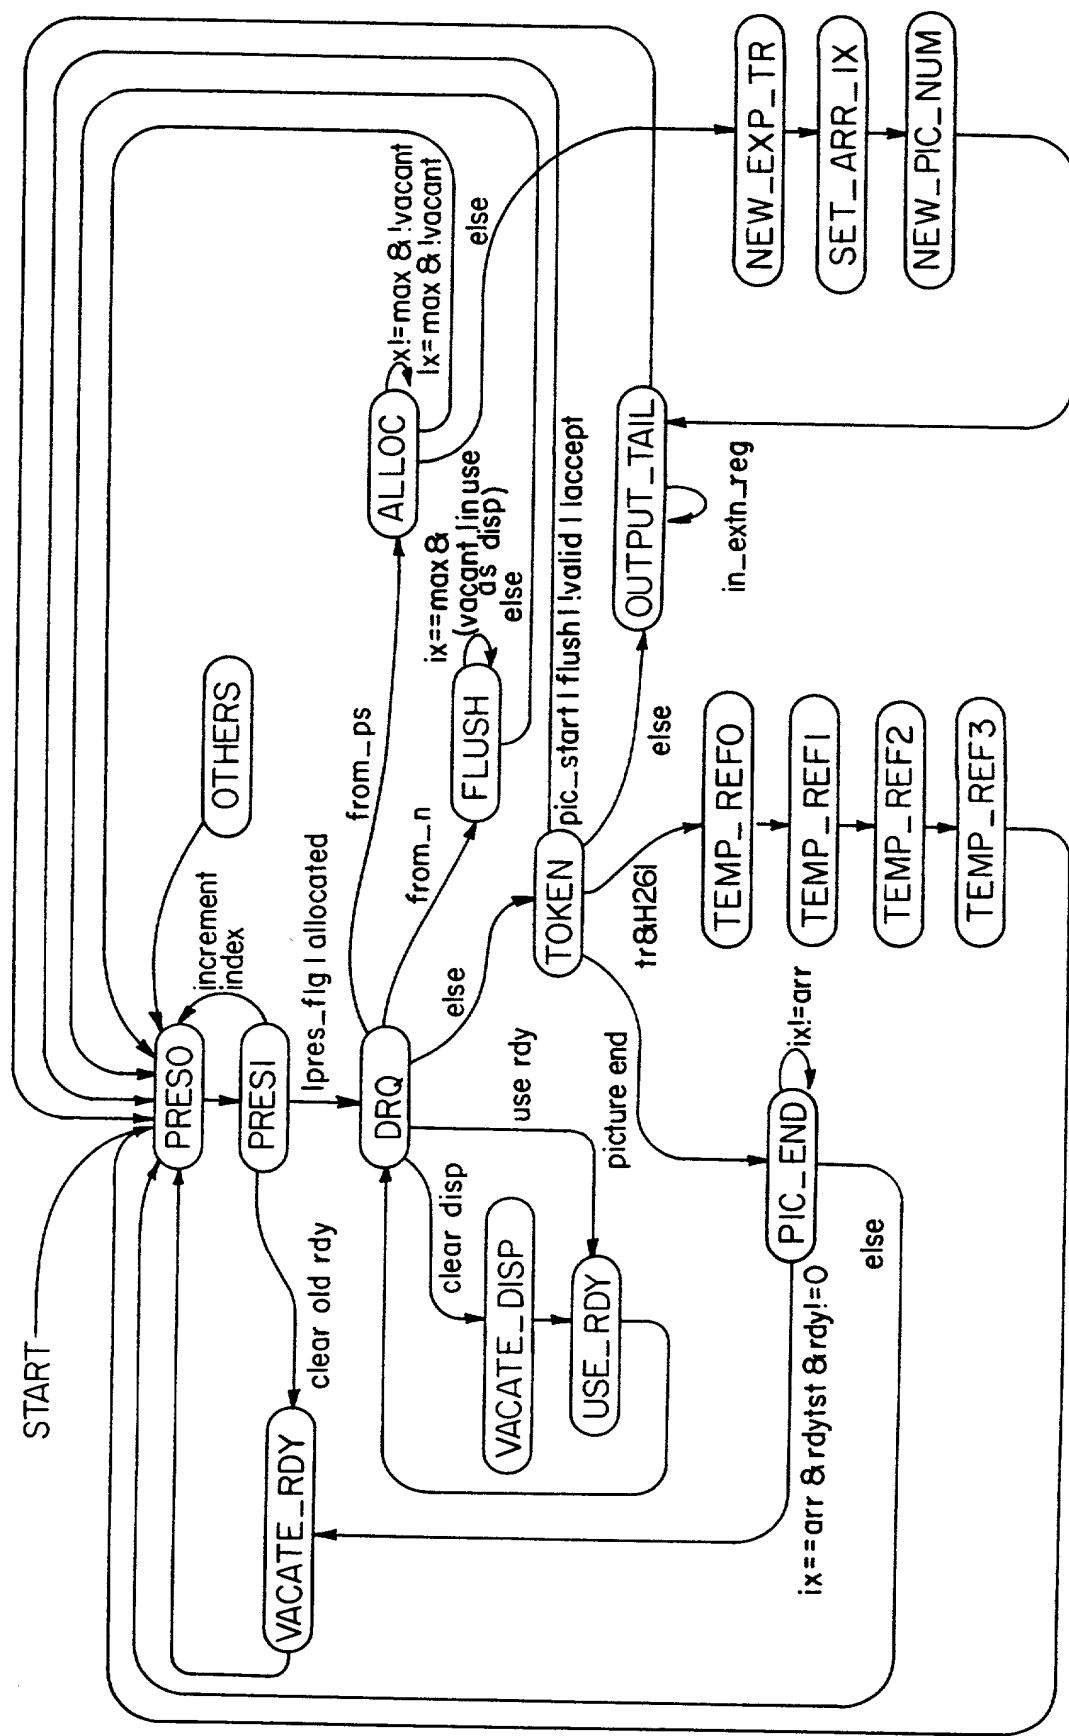 START
PRES0
OTHERS
increment
index
PRES1
clear old rdy
VACATE_RDY
!pres_flg | allocated
DRQ
from_ps
ALLOC
x!=max & !vacant
Ix=max & !vacant
else
from_n
FLUSH
ix==max &
(vacant | inuse
as disp)
else
else
clear disp
use rdy
VACATE_DISP
USE_RDY
TOKEN
pic_start | flush | !valid | !accept
else
OUTPUT_TAIL
in_extn_reg
tr&H261
picture end
PIC_END
ix!=arr
else
ix==arr & rdytst & rdy!=0
TEMP_REF0
TEMP_REF1
TEMP_REF2
TEMP_REF3
NEW_EXP_TR
SET_ARR_IX
NEW_PIC_NUM